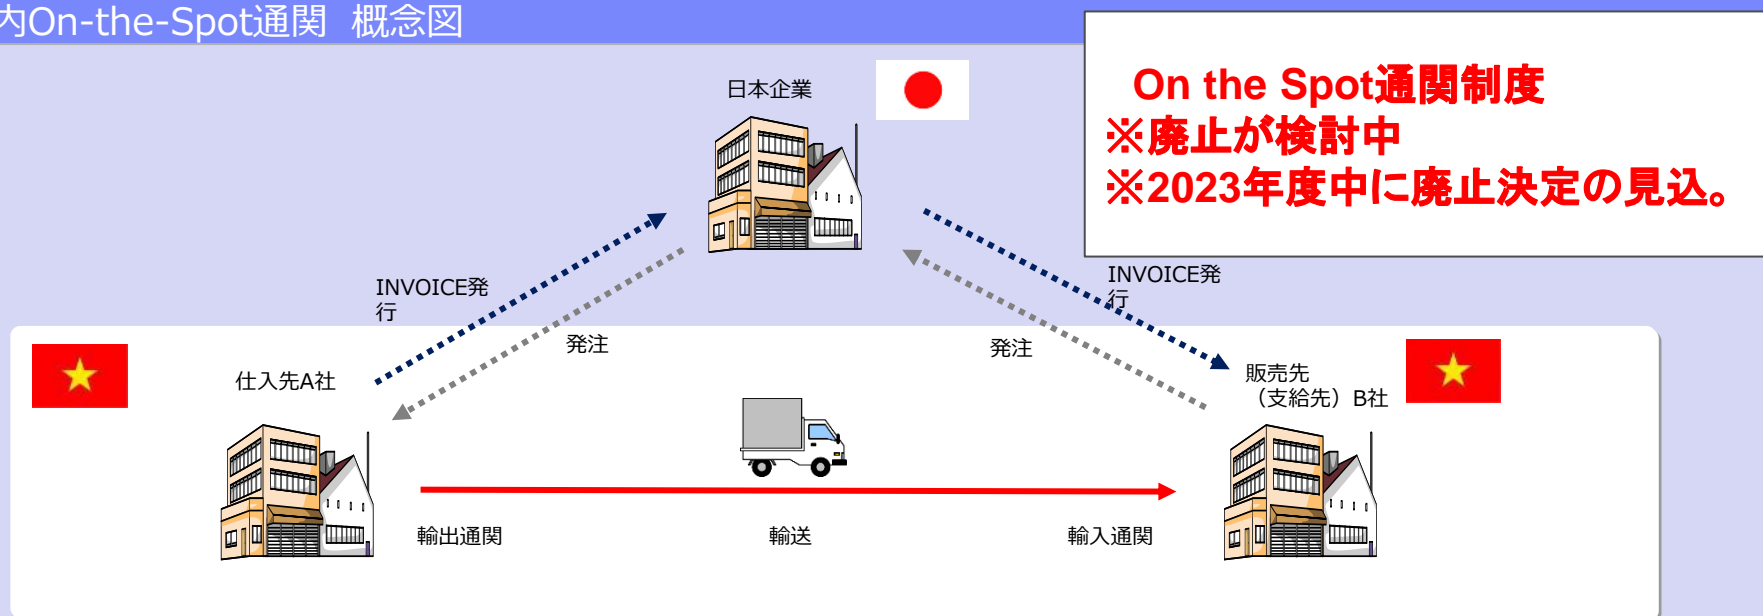 内On-the-Spot通関 概念図
On the Spot通関制度
※廃止が検討中
※2023年度中に廃止決定の見込。
日本企業
INVOICE発
行
発注
INVOICE発
行
発注
仕入先A社
販売先
（支給先）B社
輸出通関
輸送
輸入通関